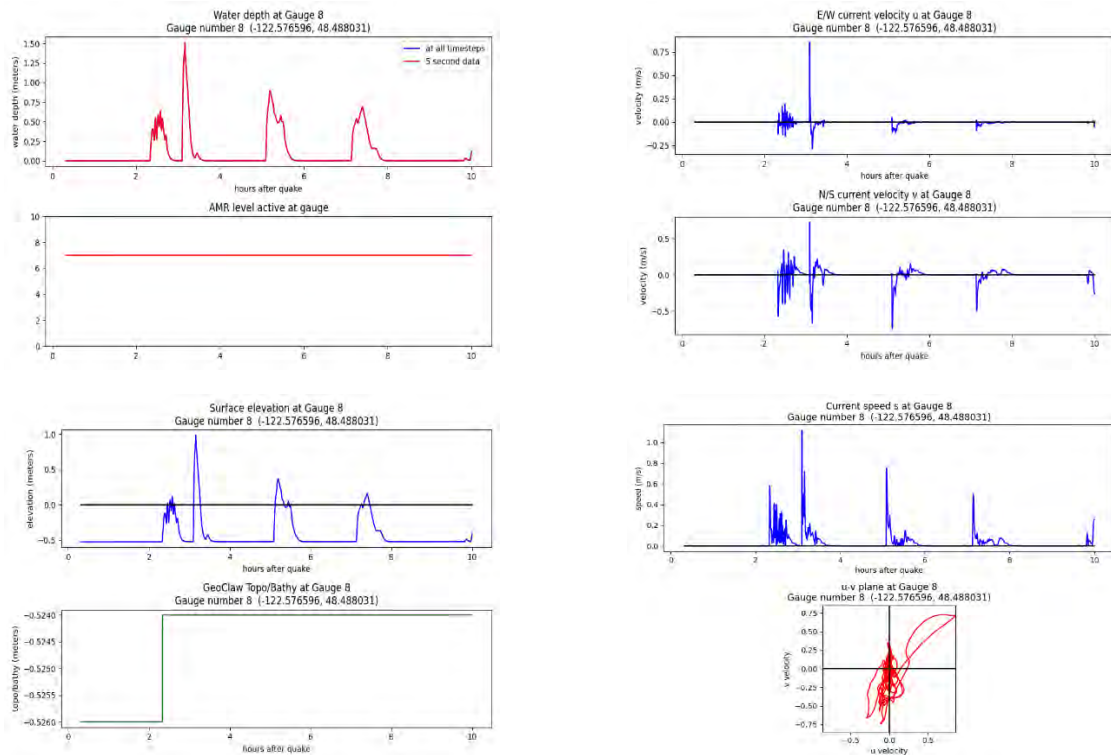 Water depth at Gauge 8
Gauge number 8 (-122.576596, 48.488031)
at all timesteps
5 second data
water depth (meters)
1.50
1.25
1.00
0.75
0.50
0.25
0.00
0 2 4 6 8 10
hours after quake
AMR level active at gauge
10
8
6
4
2
0
0 2 4 6 8 10
hours after quake
Surface elevation at Gauge 8
Gauge number 8 (-122.576596, 48.488031)
elevation (meters)
1.0
0.5
0.0
−0.5
0 2 4 6 8 10
hours after quake
GeoClaw Topo/Bathy at Gauge 8
Gauge number 8 (-122.576596, 48.488031)
topo/bathy (meters)
−0.5240
−0.5245
−0.5250
−0.5255
−0.5260
0 2 4 6 8 10
hours after quake
E/W current velocity u at Gauge 8
Gauge number 8 (-122.576596, 48.488031)
velocity (m/s)
0.75
0.50
0.25
0.00
−0.25
0 2 4 6 8 10
hours after quake
N/S current velocity v at Gauge 8
Gauge number 8 (-122.576596, 48.488031)
velocity (m/s)
0.5
0.0
−0.5
0 2 4 6 8 10
hours after quake
Current speed s at Gauge 8
Gauge number 8 (-122.576596, 48.488031)
speed (m/s)
1.0
0.8
0.6
0.4
0.2
0.0
0 2 4 6 8 10
hours after quake
u-v plane at Gauge 8
Gauge number 8 (-122.576596, 48.488031)
v velocity
0.75
0.50
0.25
0.00
−0.25
−0.50
−0.75
−0.5 0.0 0.5
u velocity